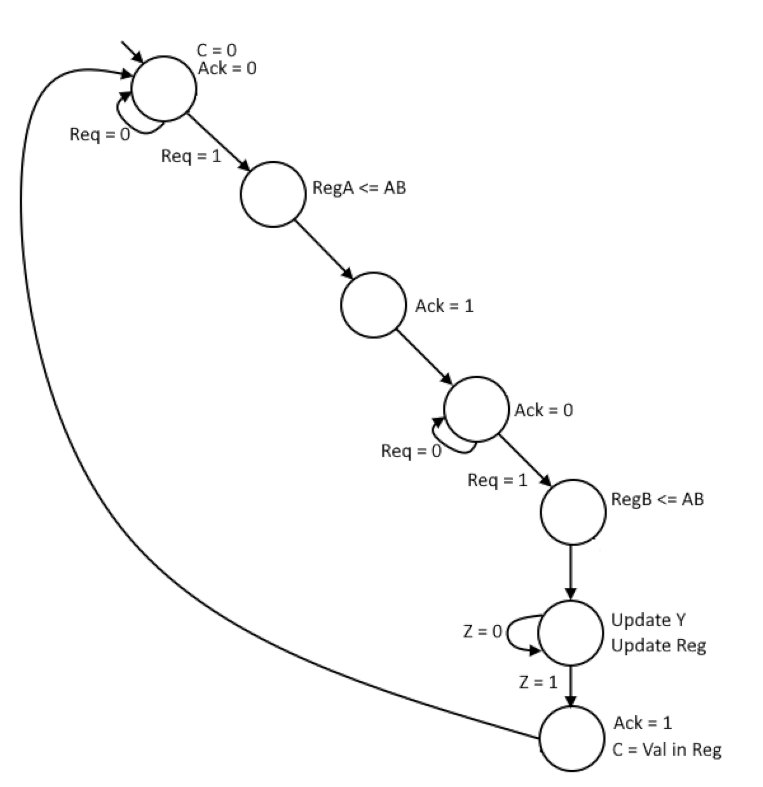 C = 0
Ack = 0
Req = 0
Req = 1
RegA <= AB
Ack = 1
Ack = 0
Req = 0
Req = 1
RegB <= AB
Update Y
Z = 0
Update Reg
Z = 1
Ack = 1
C = Val in Reg